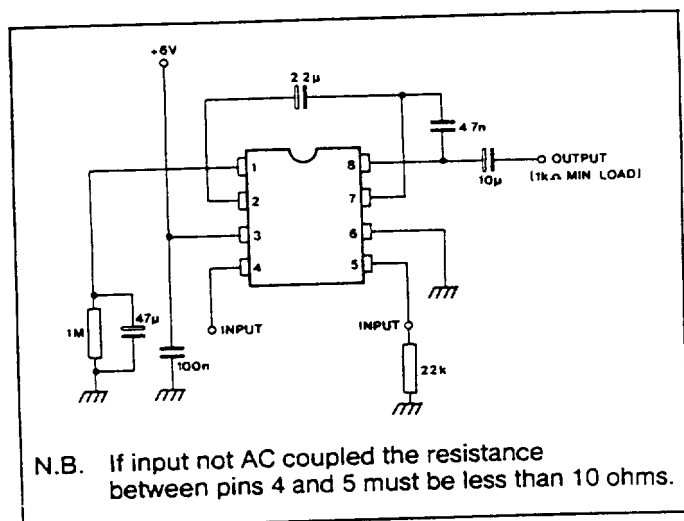 +6V
2 2µ
4 7n
1
8
OUTPUT
10µ
(1kΩ MIN LOAD)
2
7
3
6
4
5
1M
47µ
INPUT
INPUT
100n
22k
N.B. If input not AC coupled the resistance
between pins 4 and 5 must be less than 10 ohms.